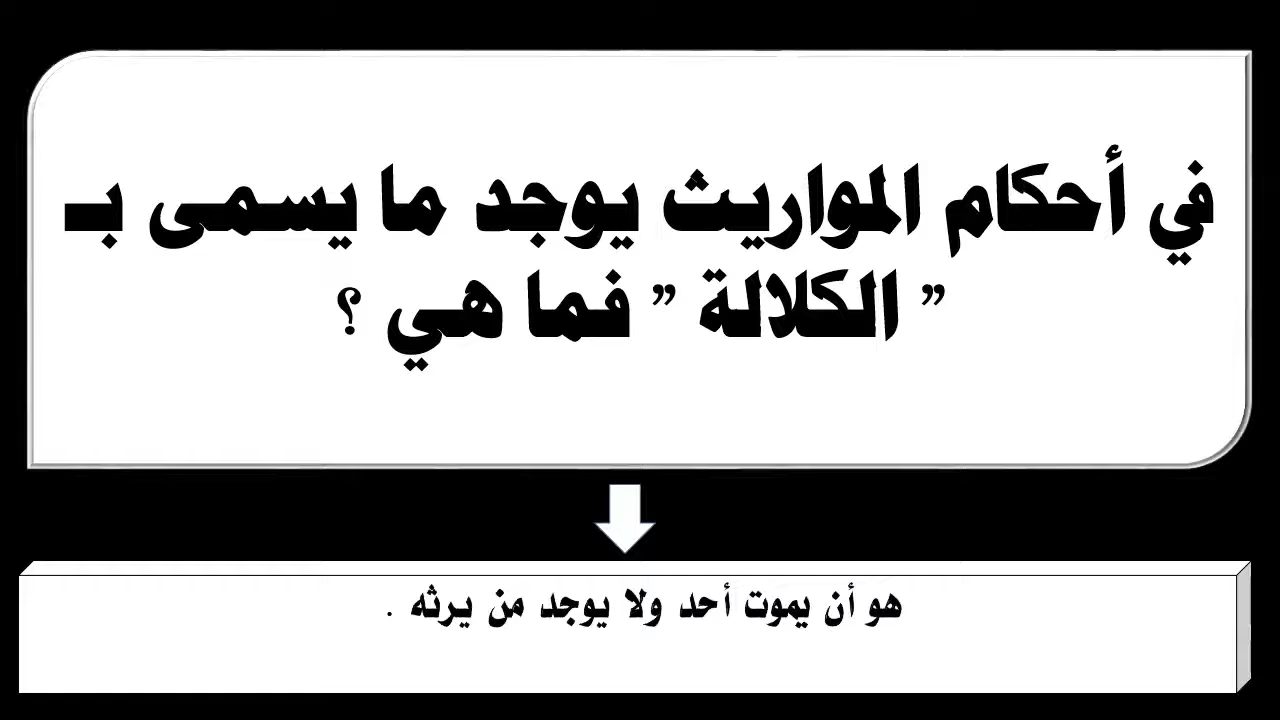 في أحكام المواريث يوجد ما يسمى بـ
" الكلالة " فما هي ؟
هو أن يموت أحد ولا يوجد من يرثه .